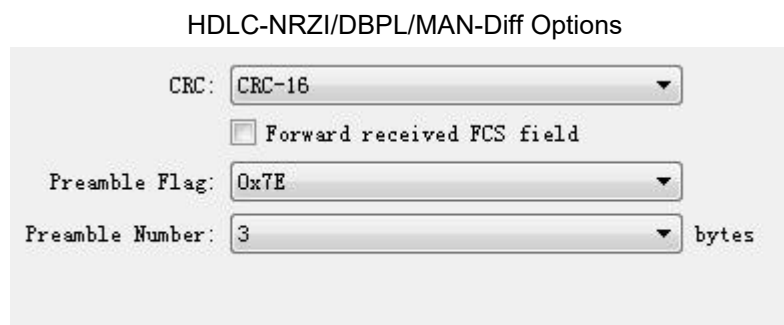 HDLC-NRZI/DBPL/MAN-Diff Options
CRC: CRC-16
Forward received FCS field
Preamble Flag: 0x7E
Preamble Number: 3 bytes